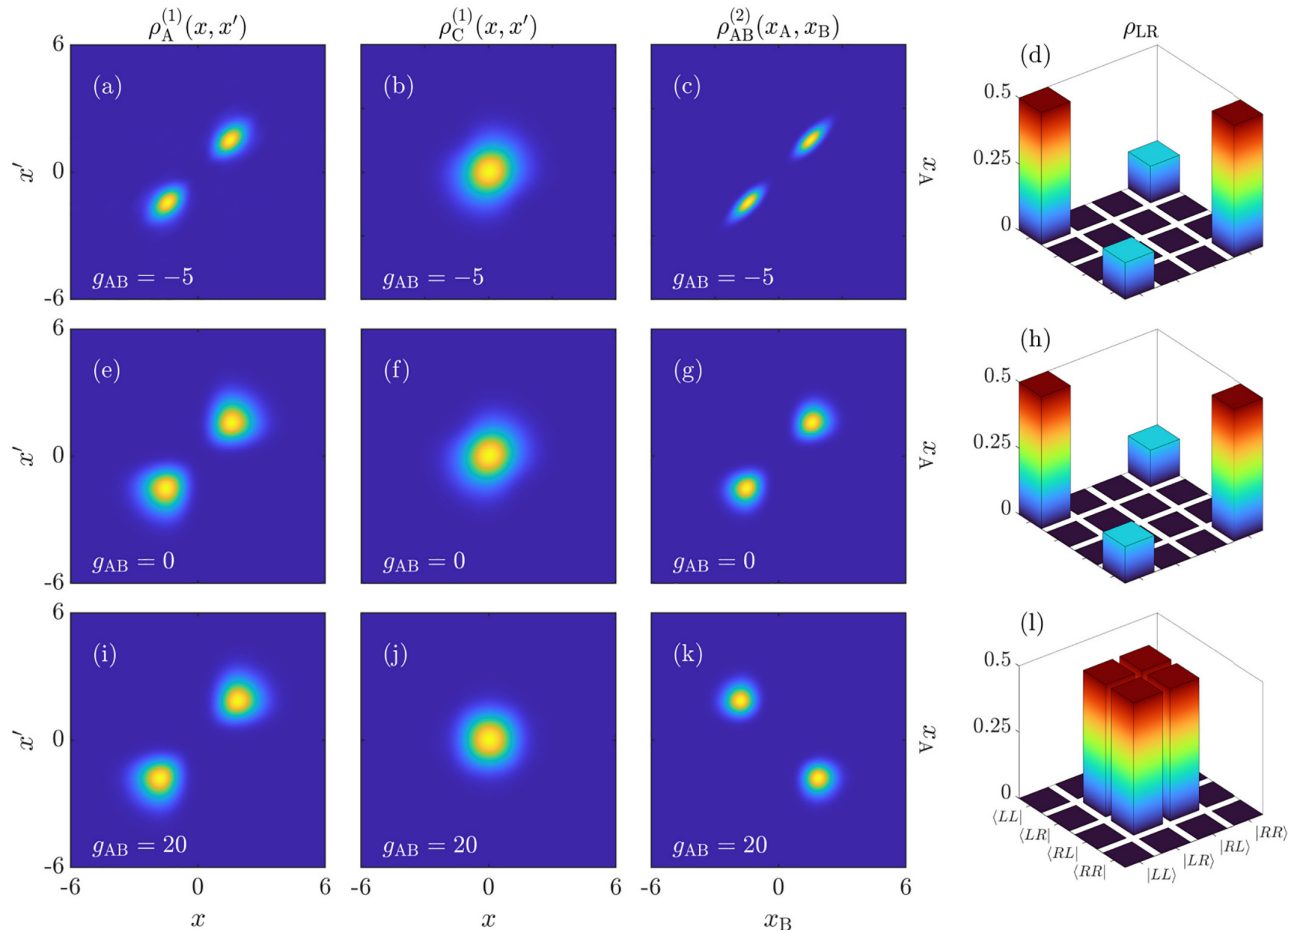 ρ_A^(1)(x, x′) ρ_C^(1)(x, x′) ρ_AB^(2)(x_A, x_B) ρ_LR
6
(a) (b) (c) (d)
0.5
x′ 0 x_A 0.25
0
g_AB = −5 g_AB = −5 g_AB = −5
-6
6
(e) (f) (g) (h)
0.5
x′ 0 x_A 0.25
0
g_AB = 0 g_AB = 0 g_AB = 0
-6
6
(i) (j) (k) (l)
0.5
x′ 0 x_A 0.25
0
g_AB = 20 g_AB = 20 g_AB = 20
-6
-6 0 6 -6 0 6 -6 0 6
x x x_B
⟨LL|
⟨LR|
⟨RL|
⟨RR|
|LL⟩
|LR⟩
|RL⟩
|RR⟩